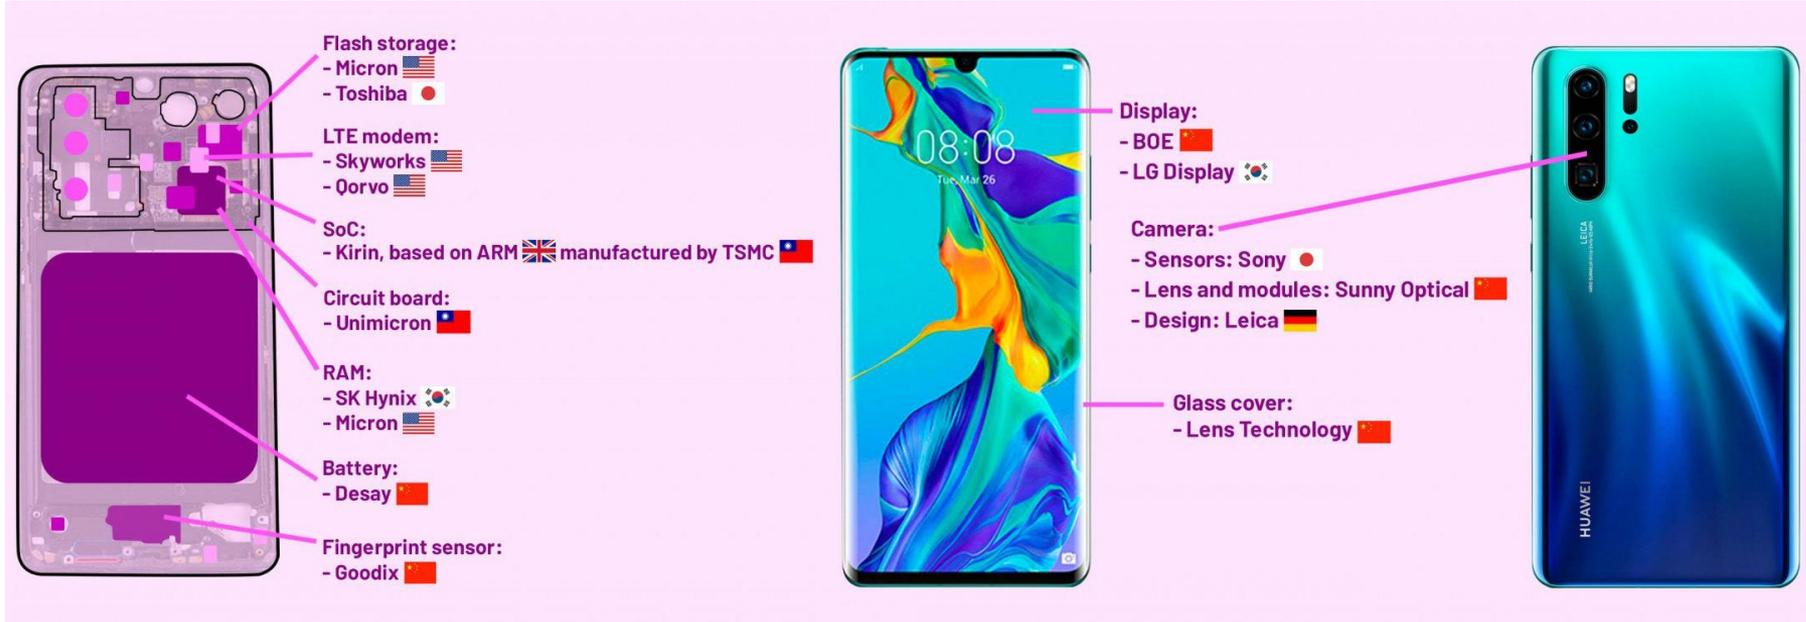 Flash storage:
- Micron
- Toshiba
LTE modem:
- Skyworks
- Qorvo
SoC:
- Kirin, based on ARM manufactured by TSMC
Circuit board:
- Unimicron
RAM:
- SK Hynix
- Micron
Battery:
- Desay
Fingerprint sensor:
- Goodix
08:08
Tue, Mar 26
Display:
- BOE
- LG Display
Camera:
- Sensors: Sony
- Lens and modules: Sunny Optical
- Design: Leica
Glass cover:
- Lens Technology
LEICA
HUAWEI